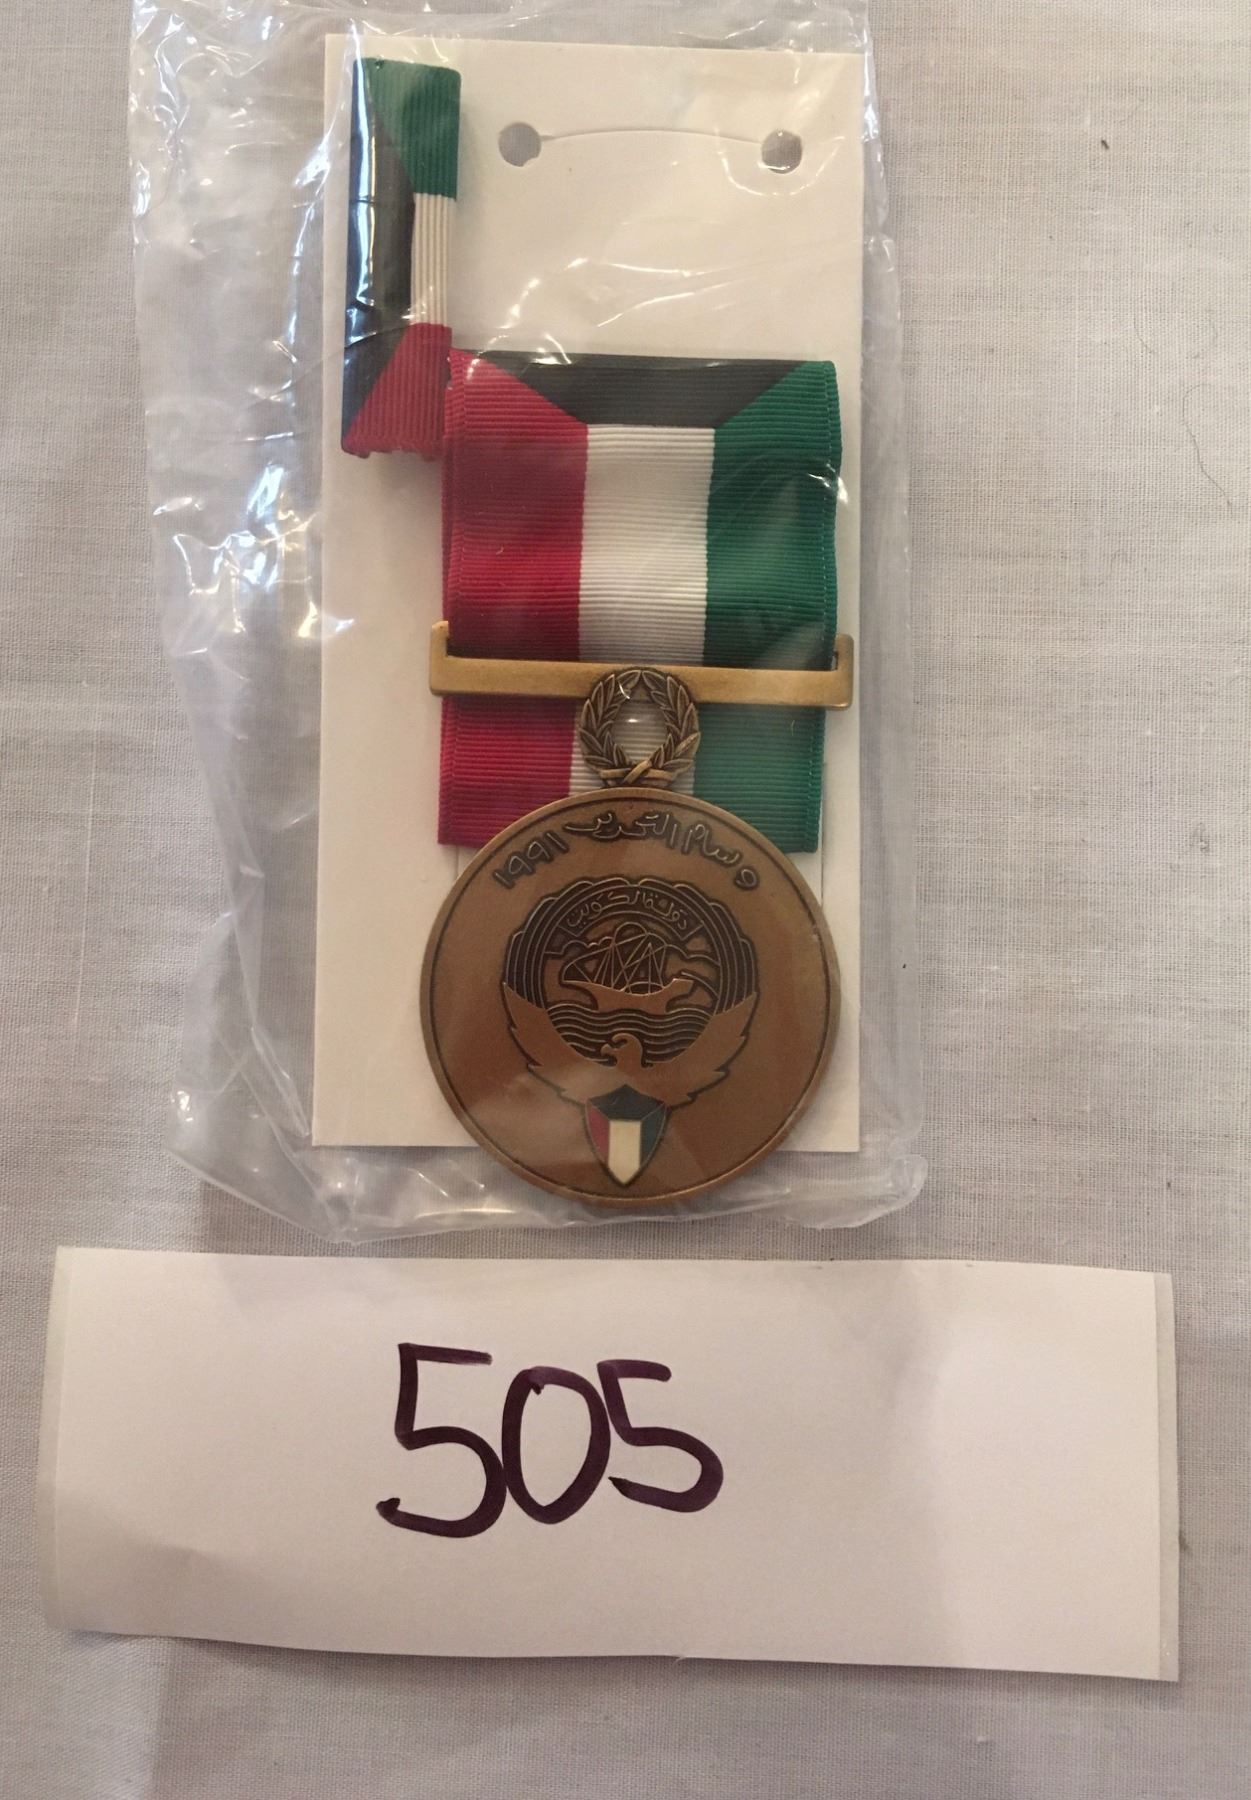 وسام التحرير ١٩٩١
دولة الكويت
505